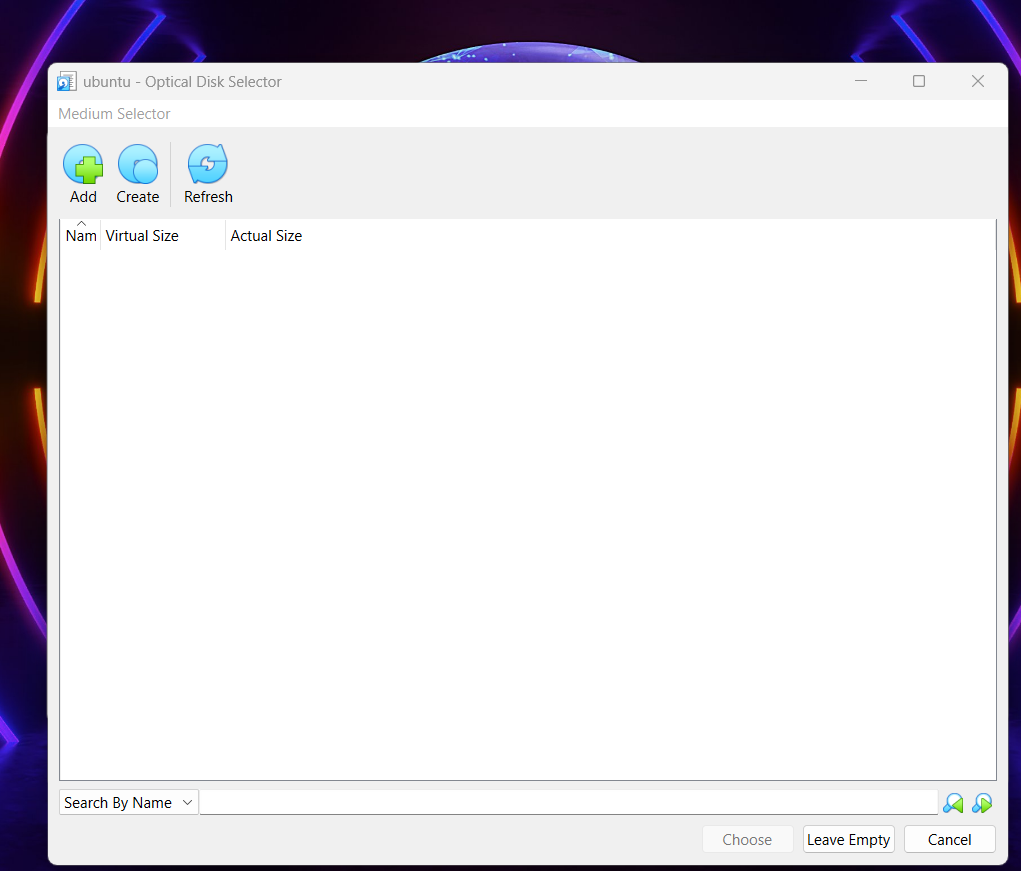 ubuntu - Optical Disk Selector
Medium Selector
Add Create Refresh
Nam Virtual Size Actual Size
Search By Name
Choose Leave Empty Cancel